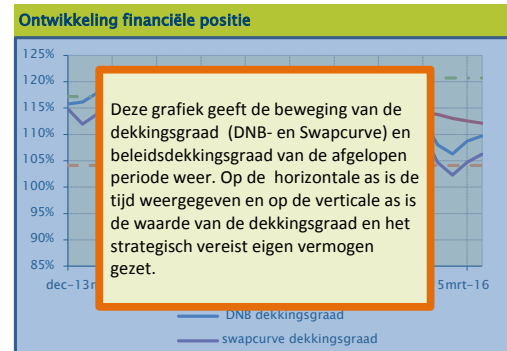 Ontwikkeling financiële positie
125%
120%
115%
110%
105%
100%
95%
90%
85%
Deze grafiek geeft de beweging van de
dekkingsgraad (DNB- en Swapcurve) en
beleidsdekkingsgraad van de afgelopen
periode weer. Op de horizontale as is de
tijd weergegeven en op de verticale as is
de waarde van de dekkingsgraad en het
strategisch vereist eigen vermogen
gezet.
dec-13
mrt-16
DNB dekkingsgraad
swapcurve dekkingsgraad